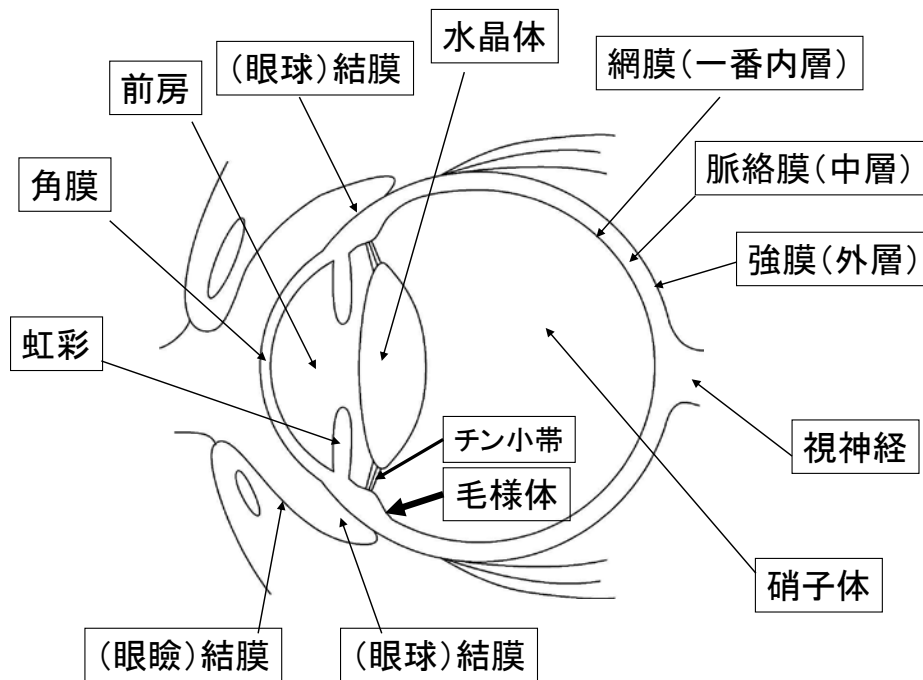 水晶体
(眼球)結膜
網膜(一番内層)
前房
脈絡膜(中層)
角膜
強膜(外層)
虹彩
チン小帯
視神経
毛様体
硝子体
(眼瞼)結膜
(眼球)結膜